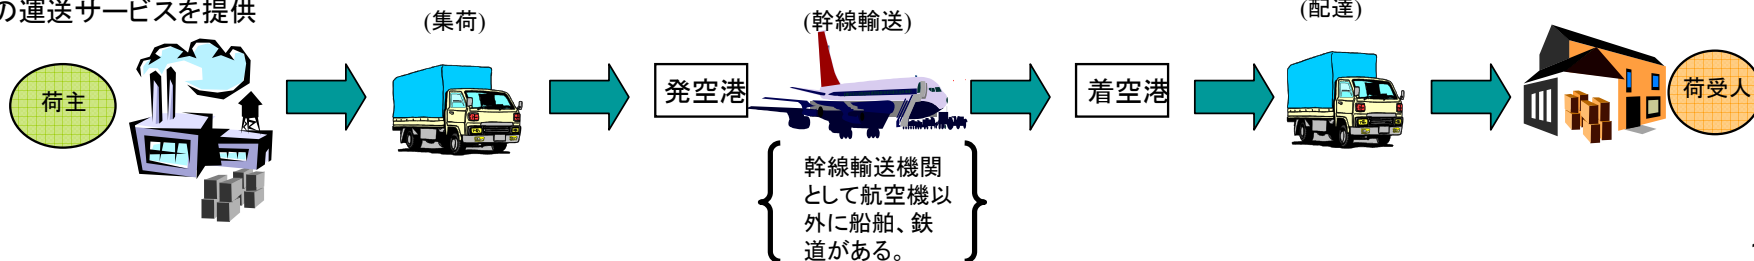 の運送サービスを提供
(集荷)
(幹線輸送)
(配達)
荷主
発空港
着空港
荷受人
幹線輸送機関
として航空機以
外に船舶、鉄
道がある。